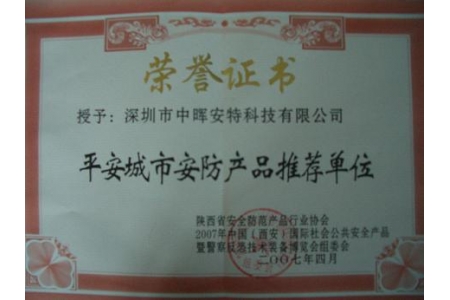 荣誉证书
授予：深圳市中晖安特科技有限公司
平安城市安防产品推荐单位
陕西省安全防范产品行业协会
2007年中国（西安）国际社会公共安全产品
暨警察反恐技术装备博览会组委会
二〇〇七年四月